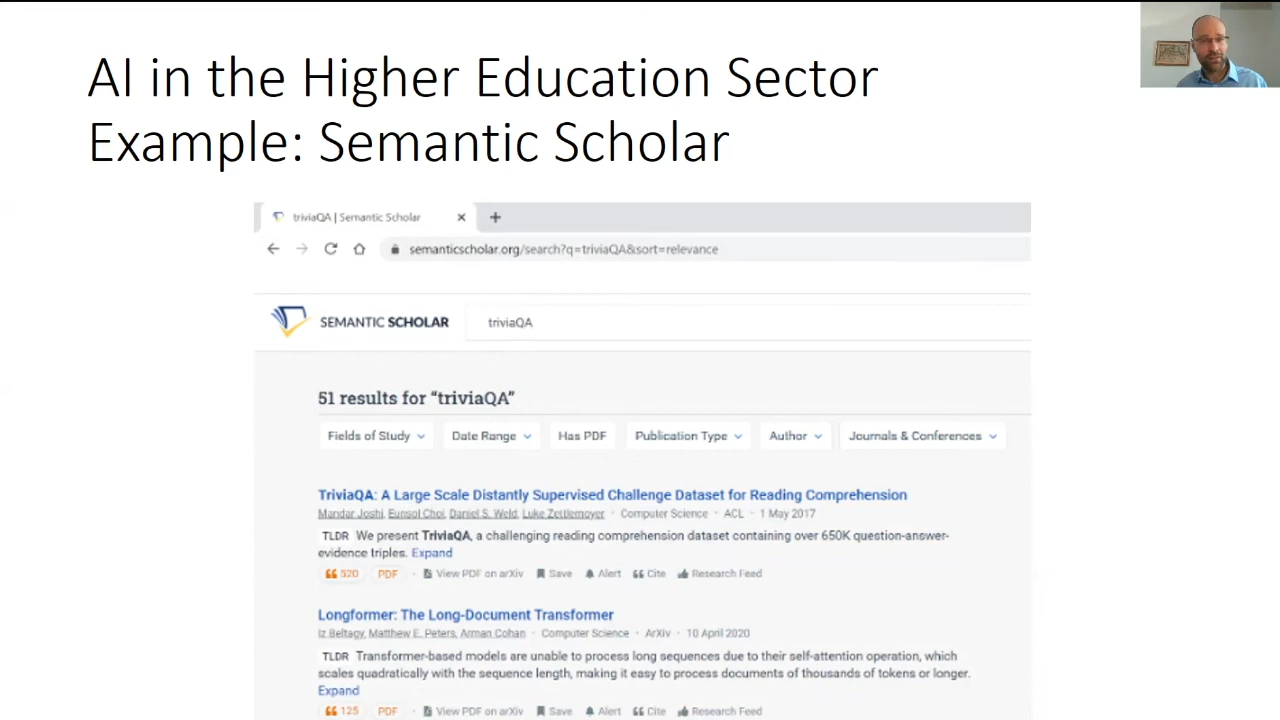 AI in the Higher Education Sector
Example: Semantic Scholar
triviaQA | Semantic Scholar
semanticscholar.org/search?q=triviaQA&sort=relevance
SEMANTIC SCHOLAR triviaQA
51 results for “triviaQA”
Fields of Study Date Range Has PDF Publication Type Author Journals & Conferences
TriviaQA: A Large Scale Distantly Supervised Challenge Dataset for Reading Comprehension
Mandar Joshi, Eunsol Choi, Daniel S. Weld, Luke Zettlemoyer · Computer Science · ACL · 1 May 2017
TLDR We present TriviaQA, a challenging reading comprehension dataset containing over 650K question-answer-
evidence triples. Expand
520 PDF · View PDF on arXiv Save Alert Cite Research Feed
Longformer: The Long-Document Transformer
Iz Beltagy, Matthew E. Peters, Arman Cohan · Computer Science · ArXiv · 10 April 2020
TLDR Transformer-based models are unable to process long sequences due to their self-attention operation, which
scales quadratically with the sequence length, making it easy to process documents of thousands of tokens or longer.
Expand
125 PDF · View PDF on arXiv Save Alert Cite Research Feed